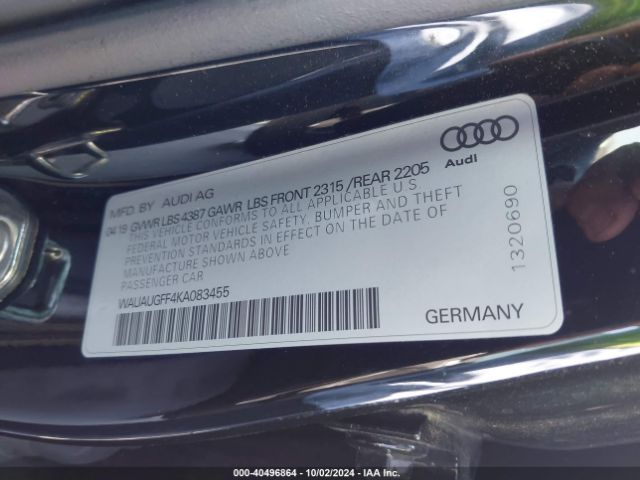 Audi
MFD. BY AUDI AG
0419 GVWR LBS 4387 GAWR LBS FRONT 2315 /REAR 2205
THIS VEHICLE CONFORMS TO ALL APPLICABLE U.S.
FEDERAL MOTOR VEHICLE SAFETY, BUMPER AND THEFT
PREVENTION STANDARDS IN EFFECT ON THE DATE OF
MANUFACTURE SHOWN ABOVE
PASSENGER CAR
WAUAUGFF4KA083455
GERMANY
1320690
000-40496864 - 10/02/2024 - IAA Inc.